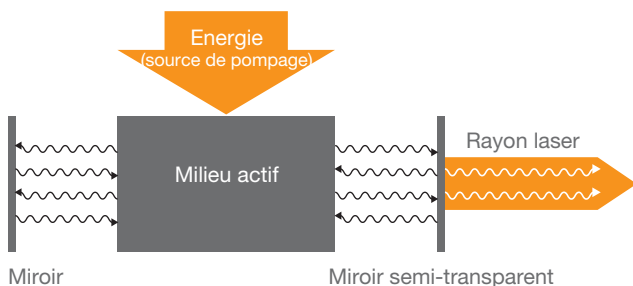 Energie
(source de pompage)
Rayon laser
Milieu actif
Miroir
Miroir semi-transparent